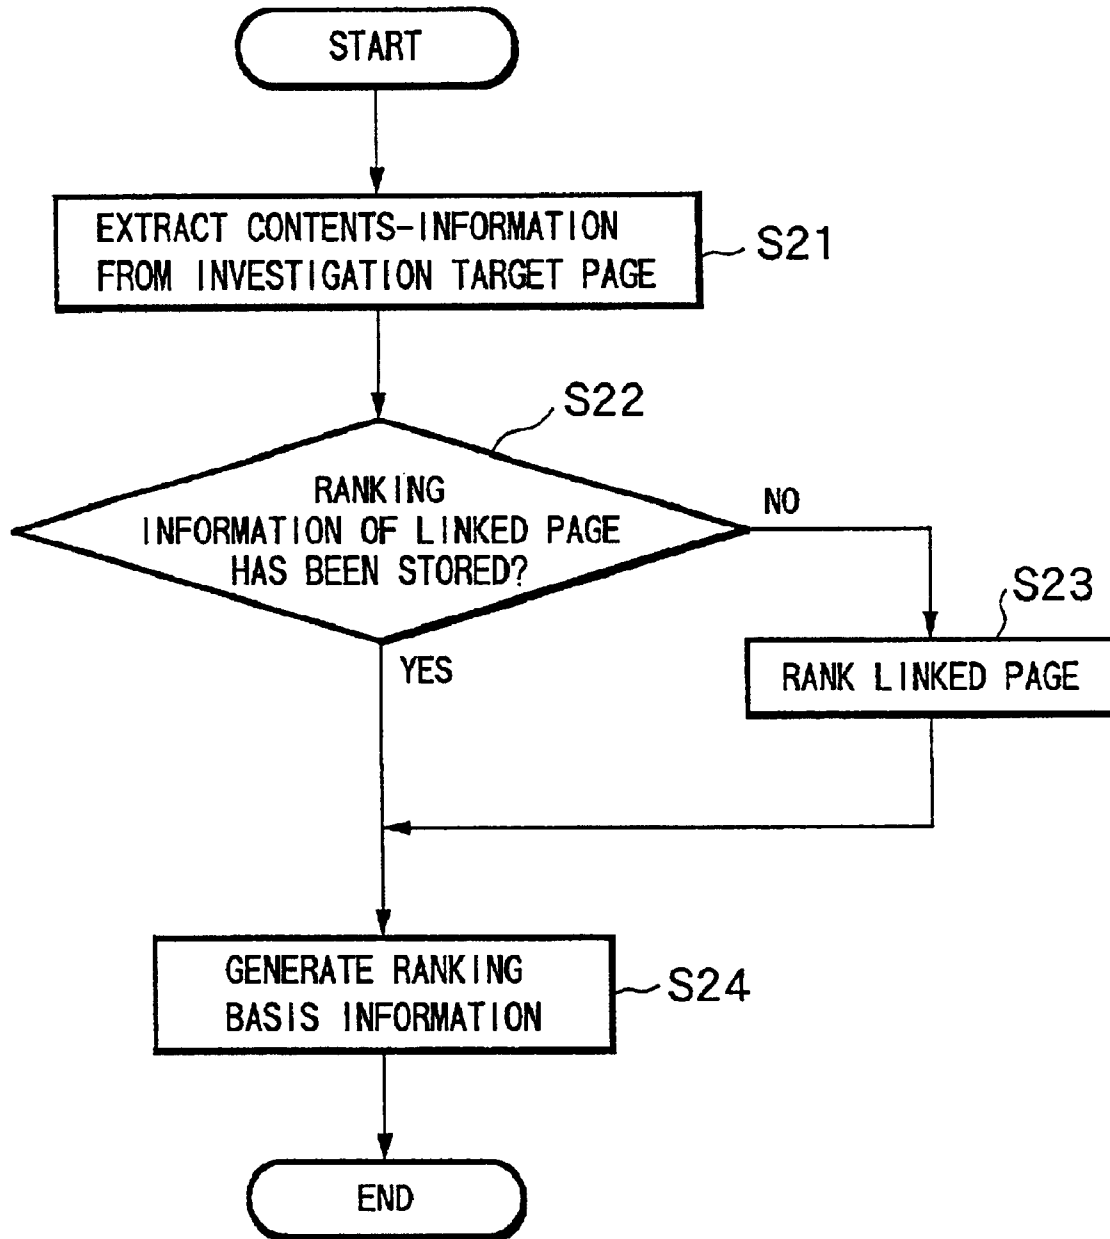 START
EXTRACT CONTENTS-INFORMATION
FROM INVESTIGATION TARGET PAGE
S21
S22
RANKING
INFORMATION OF LINKED PAGE
HAS BEEN STORED?
NO
YES
S23
RANK LINKED PAGE
GENERATE RANKING
BASIS INFORMATION
S24
END